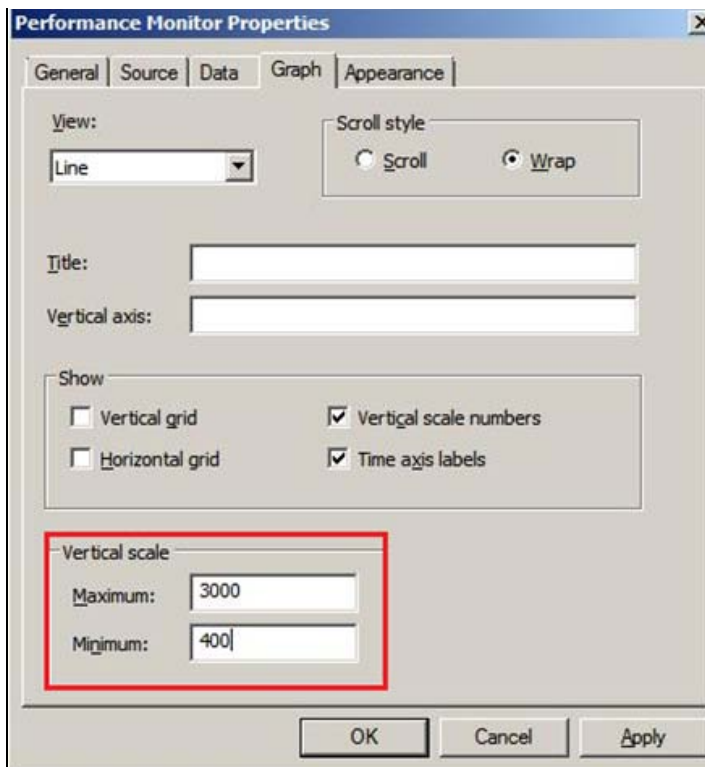 Performance Monitor Properties
General Source Data Graph Appearance
View:
Line
Scroll style
Scroll Wrap
Title:
Vertical axis:
Show
Vertical grid Vertical scale numbers
Horizontal grid Time axis labels
Vertical scale
Maximum: 3000
Minimum: 400
OK Cancel Apply